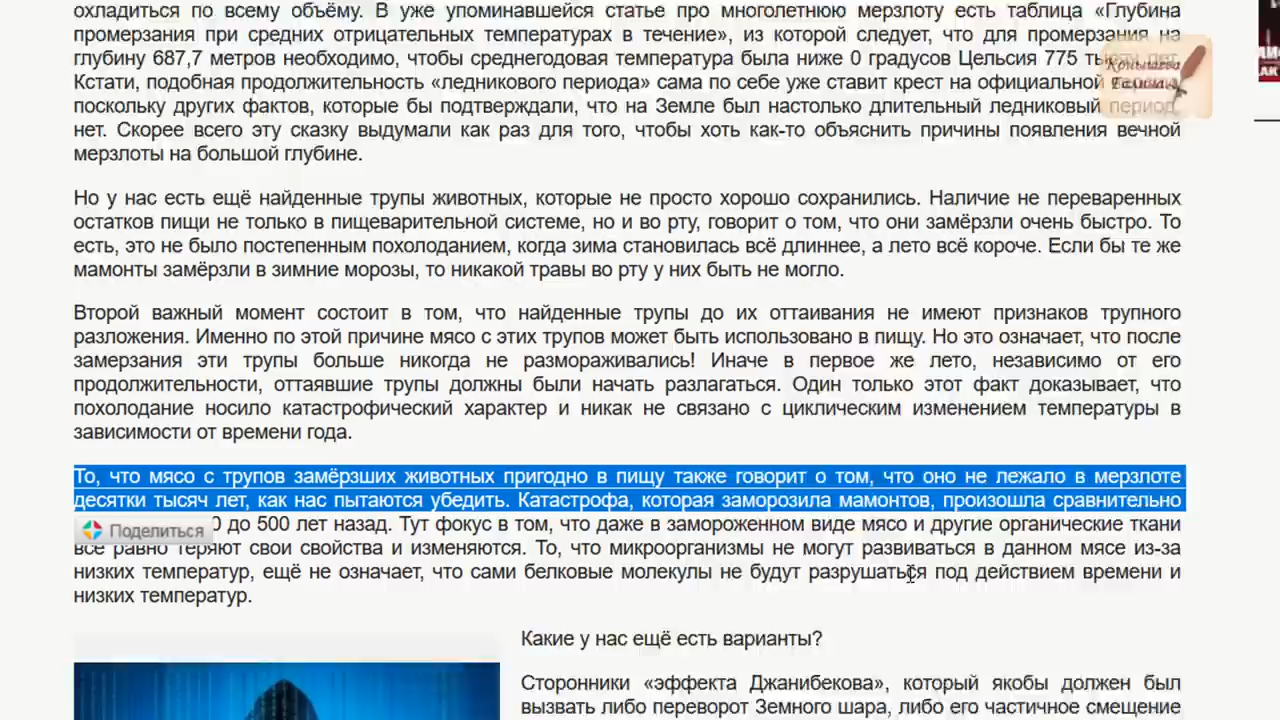 охладиться по всему объёму. В уже упоминавшейся статье про многолетнюю мерзлоту есть таблица «Глубина
промерзания при средних отрицательных температурах в течение», из которой следует, что для промерзания на
глубину 687,7 метров необходимо, чтобы среднегодовая температура была ниже 0 градусов Цельсия 775
Кстати, подобная продолжительность «ледникового периода» сама по себе уже ставит крест на официальной
поскольку других фактов, которые бы подтверждали, что на Земле был настолько длительный ледниковый период,
нет. Скорее всего эту сказку выдумали как раз для того, чтобы хоть как-то объяснить причины появления вечной
мерзлоты на большой глубине.
Но у нас есть ещё найденные трупы животных, которые не просто хорошо сохранились. Наличие не переваренных
остатков пищи не только в пищеварительной системе, но и во рту, говорит о том, что они замёрзли очень быстро. То
есть, это не было постепенным похолоданием, когда зима становилась всё длиннее, а лето всё короче. Если бы те же
мамонты замёрзли в зимние морозы, то никакой травы во рту у них быть не могло.
Второй важный момент состоит в том, что найденные трупы до их оттаивания не имеют признаков трупного
разложения. Именно по этой причине мясо с этих трупов может быть использовано в пищу. Но это означает, что после
замерзания эти трупы больше никогда не размораживались! Иначе в первое же лето, независимо от его
продолжительности, оттаявшие трупы должны были начать разлагаться. Один только этот факт доказывает, что
похолодание носило катастрофический характер и никак не связано с циклическим изменением температуры в
зависимости от времени года.
То, что мясо с трупов замёрзших животных пригодно в пищу также говорит о том, что оно не лежало в мерзлоте
десятки тысяч лет, как нас пытаются убедить. Катастрофа, которая заморозила мамонтов, произошла сравнительно
Поделиться 0 до 500 лет назад. Тут фокус в том, что даже в замороженном виде мясо и другие органические ткани
все равно теряют свои свойства и изменяются. То, что микроорганизмы не могут развиваться в данном мясе из-за
низких температур, ещё не означает, что сами белковые молекулы не будут разрушаться под действием времени и
низких температур.
Какие у нас ещё есть варианты?
Сторонники «эффекта Джанибекова», который якобы должен был
вызвать либо переворот Земного шара, либо его частичное смещение